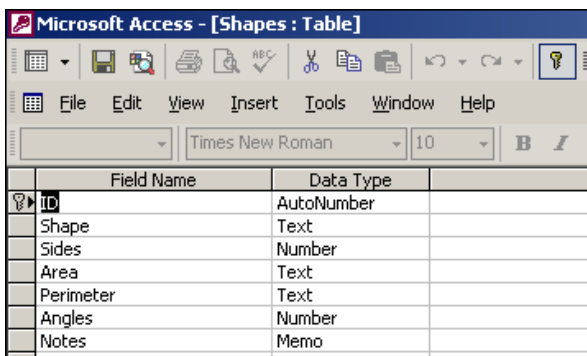 Microsoft Access - [Shapes : Table]
ABC
File Edit View Insert Tools Window Help
Times New Roman 10 B I
Field Name Data Type
ID AutoNumber
Shape Text
Sides Number
Area Text
Perimeter Text
Angles Number
Notes Memo